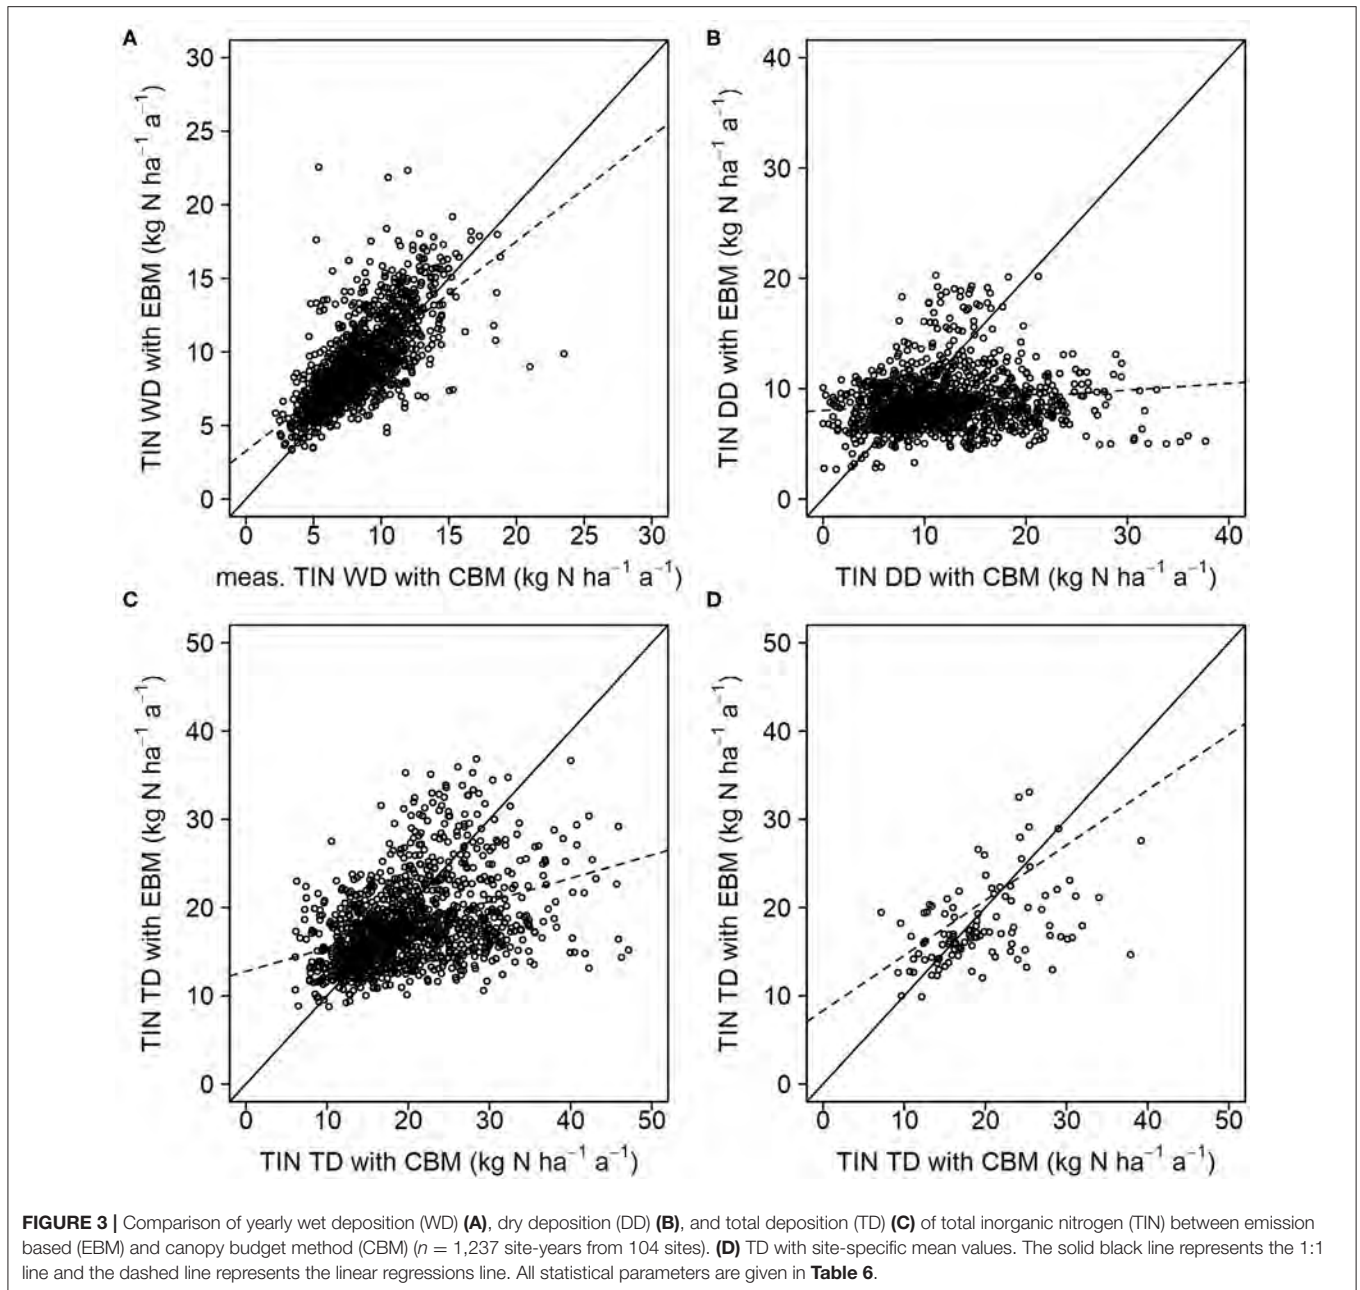 A
30
25
20
15
10
5
0
TIN WD with EBM (kg N ha⁻¹ a⁻¹)
0 5 10 15 20 25 30
meas. TIN WD with CBM (kg N ha⁻¹ a⁻¹)
B
40
30
20
10
0
TIN DD with EBM (kg N ha⁻¹ a⁻¹)
0 10 20 30 40
TIN DD with CBM (kg N ha⁻¹ a⁻¹)
C
50
40
30
20
10
0
TIN TD with EBM (kg N ha⁻¹ a⁻¹)
0 10 20 30 40 50
TIN TD with CBM (kg N ha⁻¹ a⁻¹)
D
50
40
30
20
10
0
TIN TD with EBM (kg N ha⁻¹ a⁻¹)
0 10 20 30 40 50
TIN TD with CBM (kg N ha⁻¹ a⁻¹)
FIGURE 3 | Comparison of yearly wet deposition (WD) (A), dry deposition (DD) (B), and total deposition (TD) (C) of total inorganic nitrogen (TIN) between emission
based (EBM) and canopy budget method (CBM) (n = 1,237 site-years from 104 sites). (D) TD with site-specific mean values. The solid black line represents the 1:1
line and the dashed line represents the linear regressions line. All statistical parameters are given in Table 6.